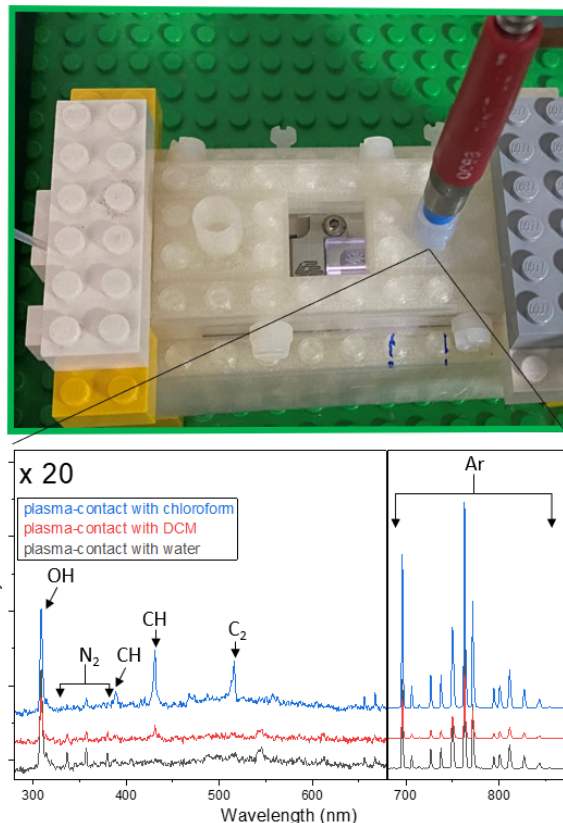 x 20
plasma-contact with chloroform
plasma-contact with DCM
plasma-contact with water
OH
N₂
CH
CH
C₂
Ar
300
400
500
600
700
800
Wavelength (nm)